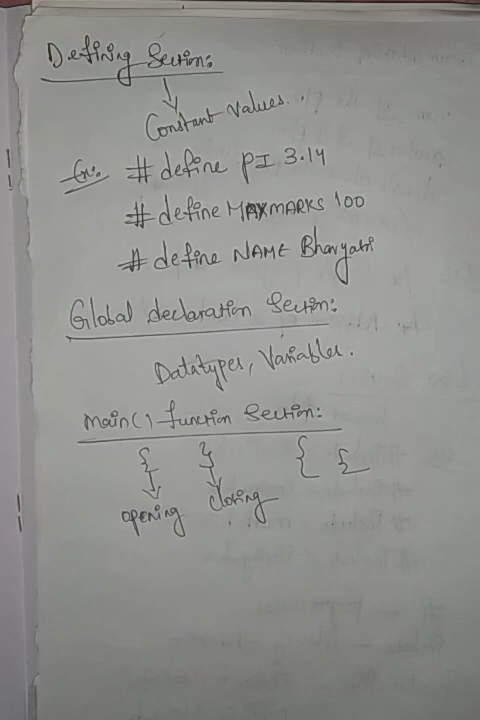 Defining Section:
Constant Values...
Ex:- # define PI 3.14
# define MAXMARKS 100
# define NAME Bhavyatri
Global declaration Section:
Datatypes, Variables.
Main() function Section:
{ } { {
opening closing